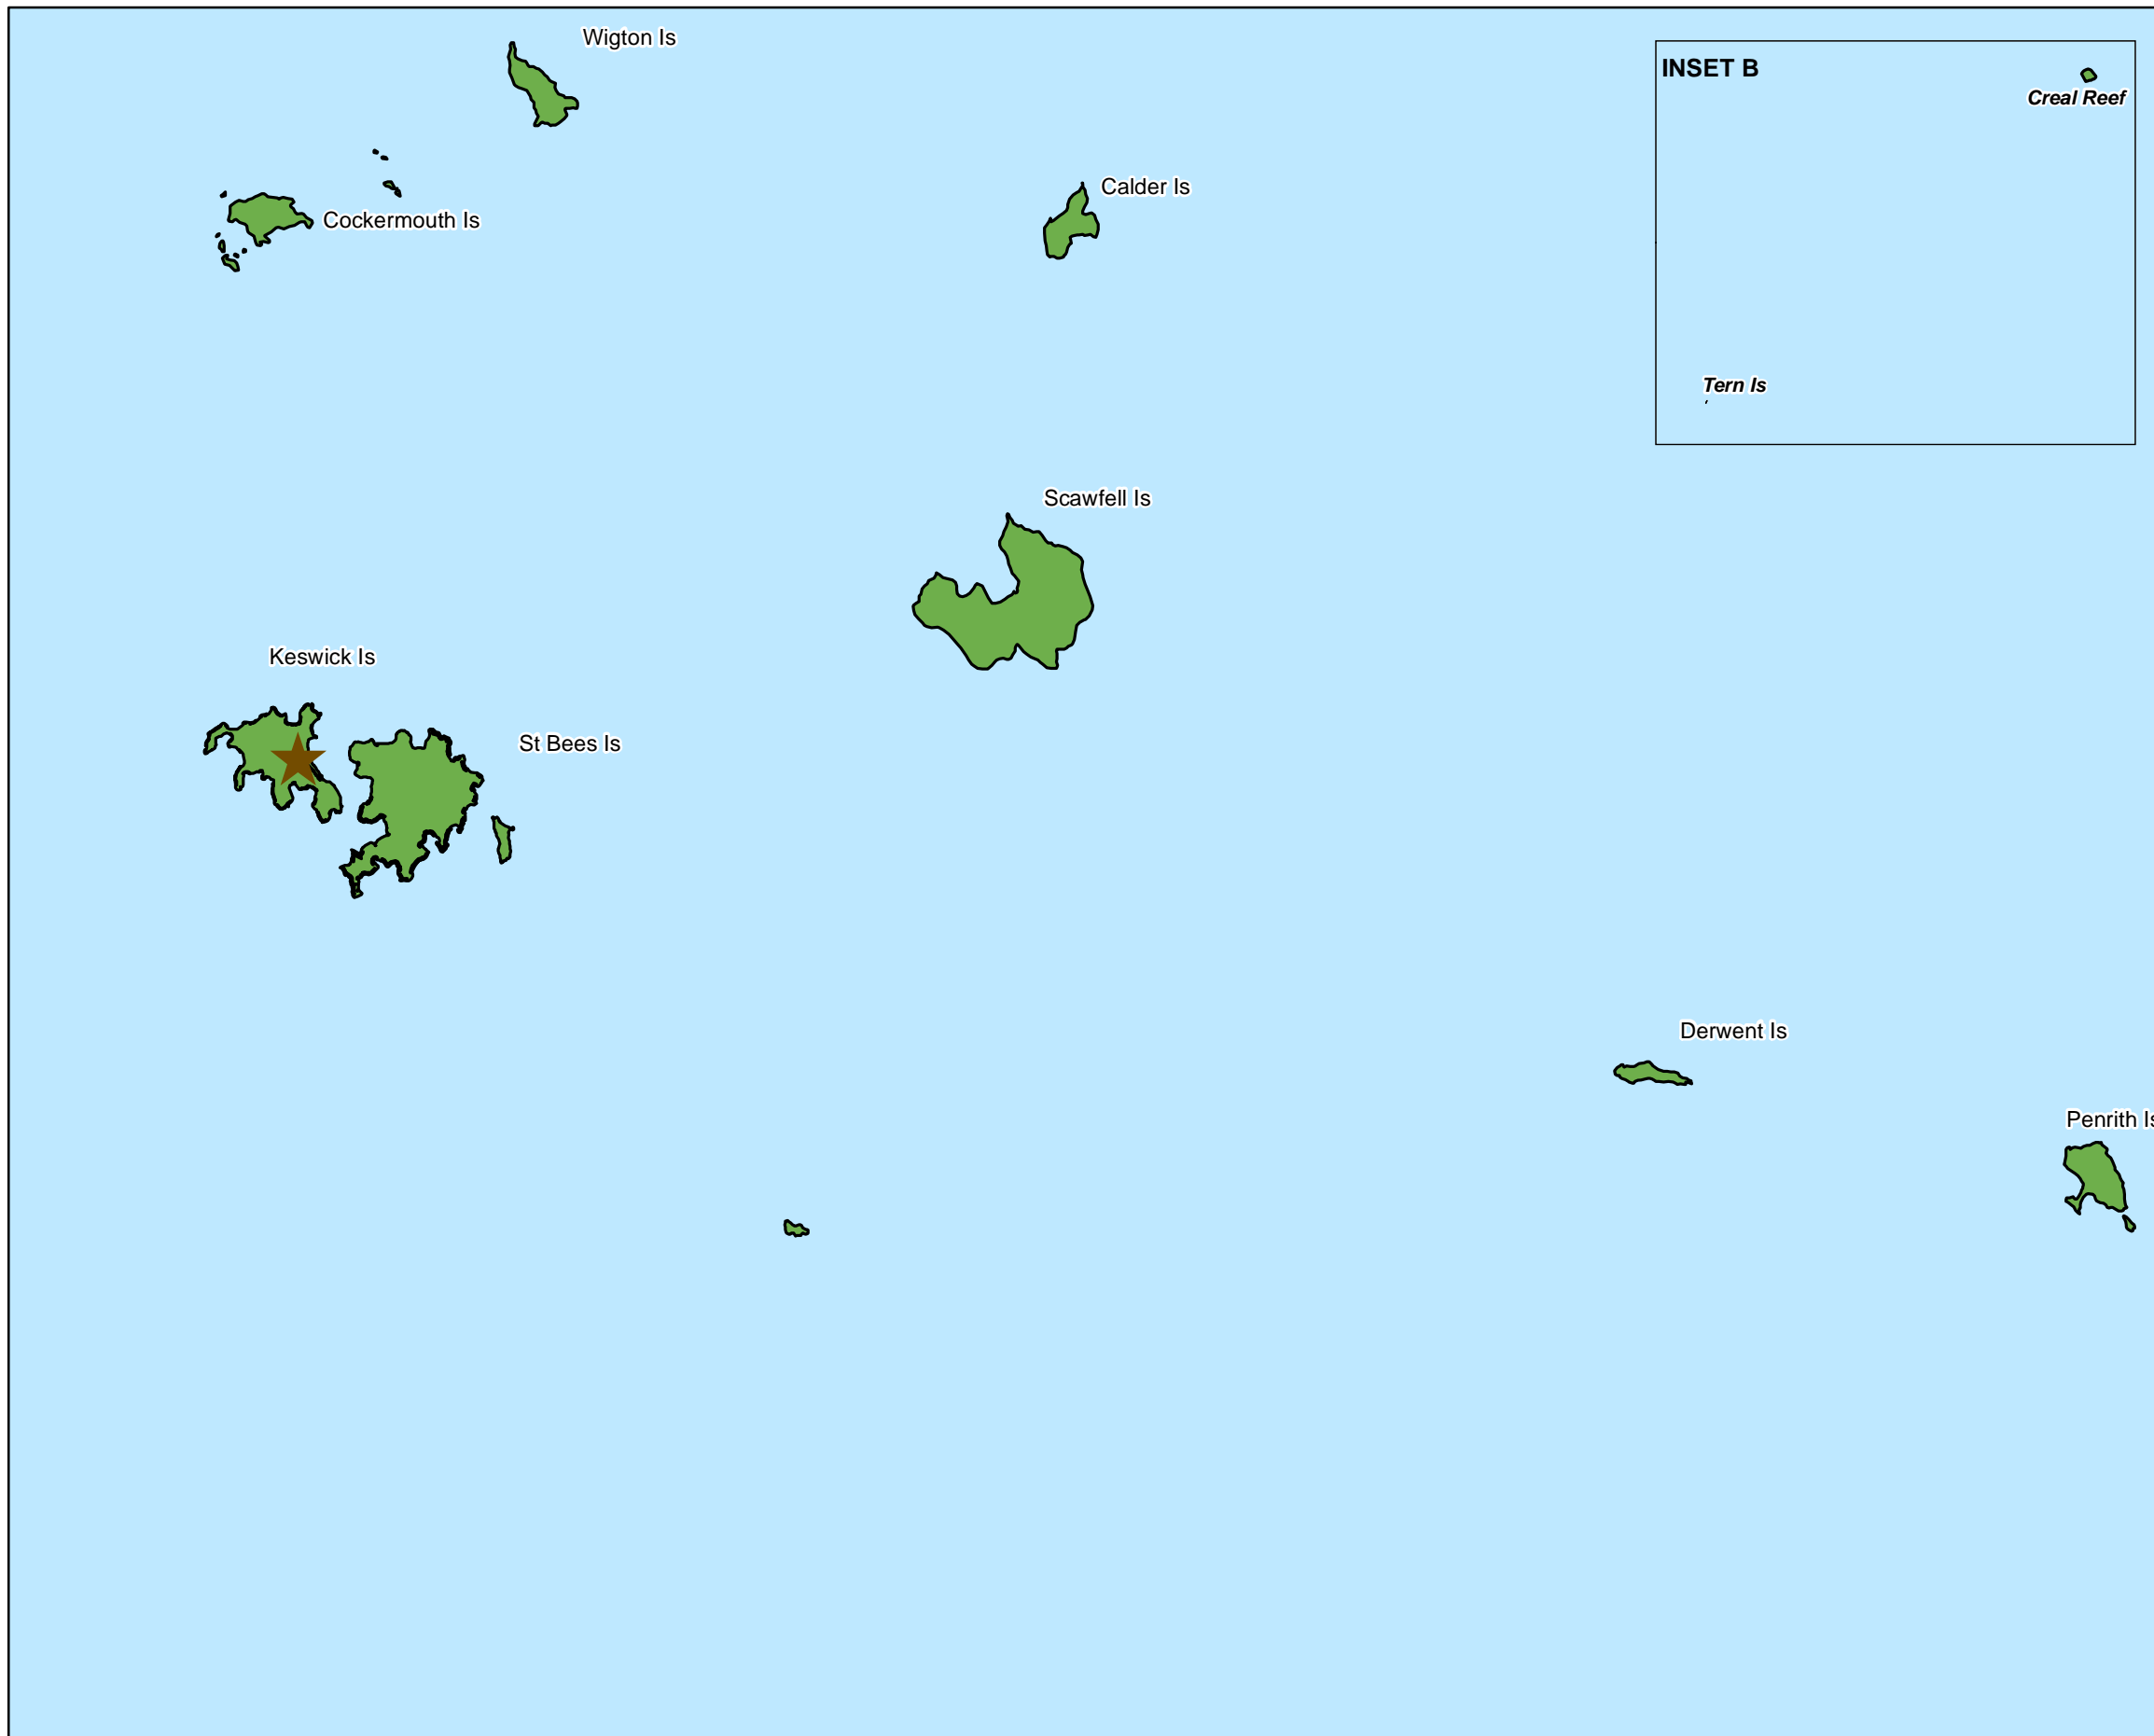 Wigton Is
INSET B
Creal Reef
Calder Is
Cockermouth Is
Tern Is
Scawfell Is
Keswick Is
St Bees Is
Derwent Is
Penrith Is